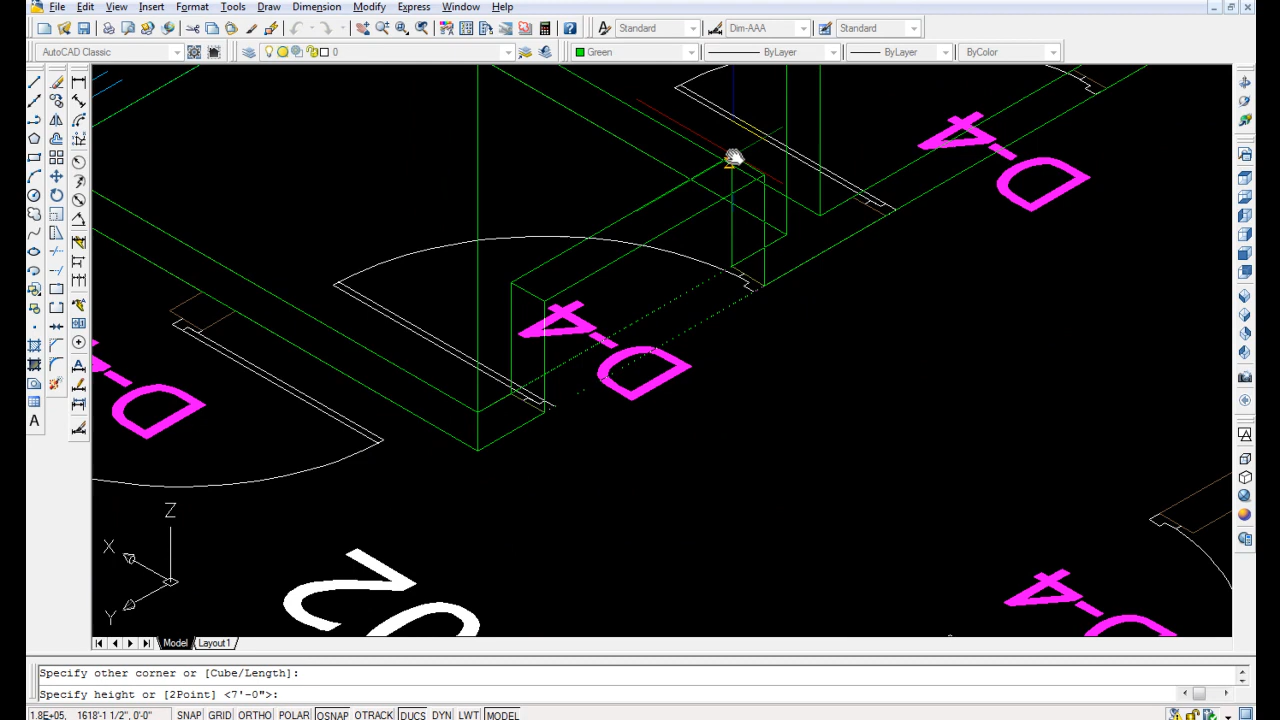 File Edit View Insert Format Tools Draw Dimension Modify Express Window Help
Standard Dim-AAA Standard
AutoCAD Classic 0 Green ByLayer ByLayer ByColor
D-4
D-4
D-4
Z
X
Y
20
Model Layout1
Specify other corner or [Cube/Length]:
Specify height or [2Point] <7'-0">:
1.8E+05, 1618'-1 1/2", 0'-0" SNAP GRID ORTHO POLAR OSNAP OTRACK DUCS DYN LWT MODEL